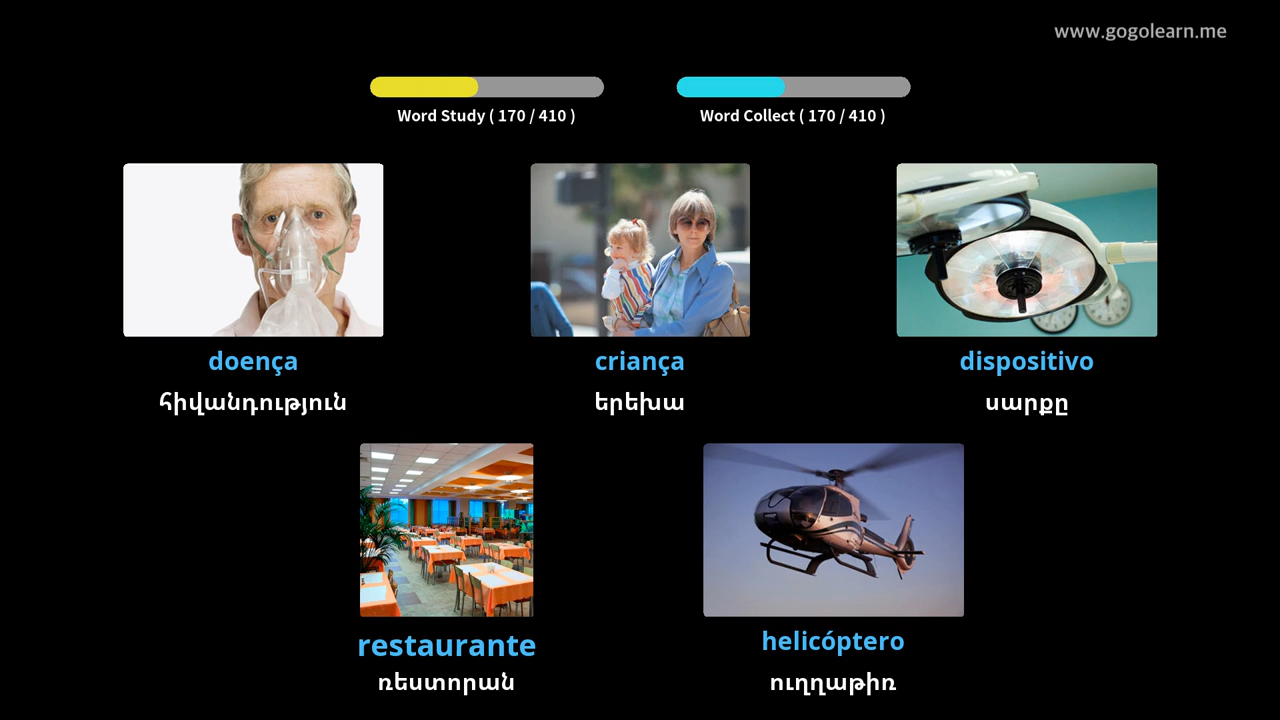 www.gogolearn.me
Word Study ( 170 / 410 )
Word Collect ( 170 / 410 )
doença
criança
dispositivo
հիվանդություն
երեխա
սարքը
restaurante
helicóptero
ռեստորան
ուղղաթիռ